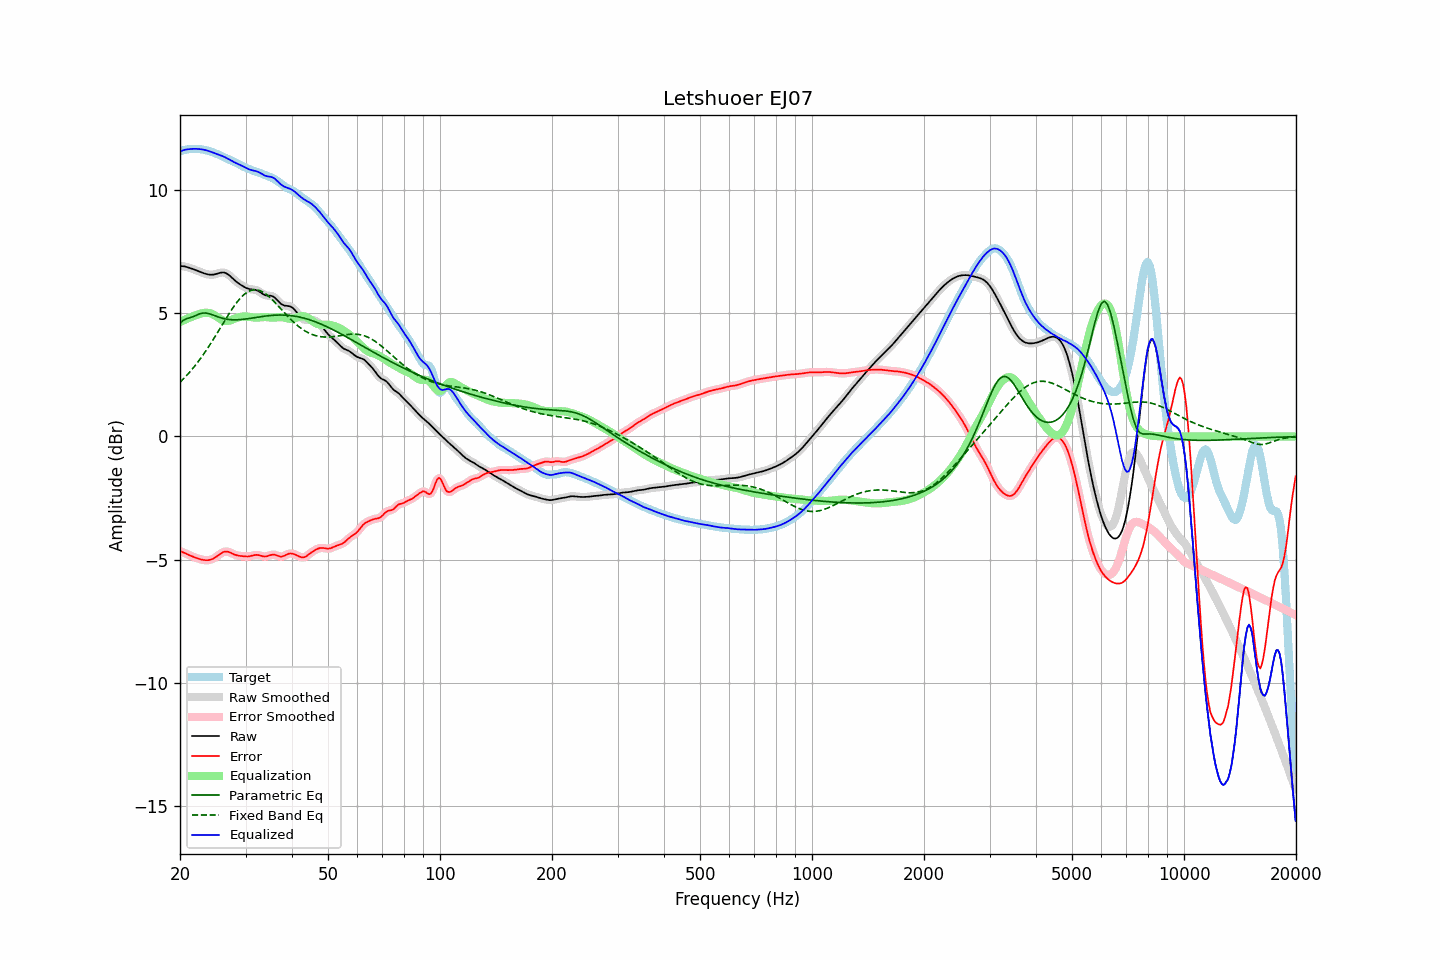 Letshuoer EJ07
Amplitude (dBr)
10
5
0
−5
−10
−15
Target
Raw Smoothed
Error Smoothed
Raw
Error
Equalization
Parametric Eq
Fixed Band Eq
Equalized
20 50 100 200 500 1000 2000 5000 10000 20000
Frequency (Hz)